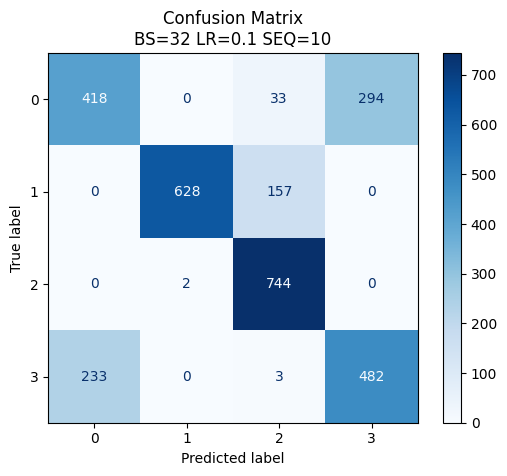 Confusion Matrix
BS=32 LR=0.1 SEQ=10
0 418 0 33 294
1 0 628 157 0
2 0 2 744 0
3 233 0 3 482
0 1 2 3
Predicted label
True label
700
600
500
400
300
200
100
0